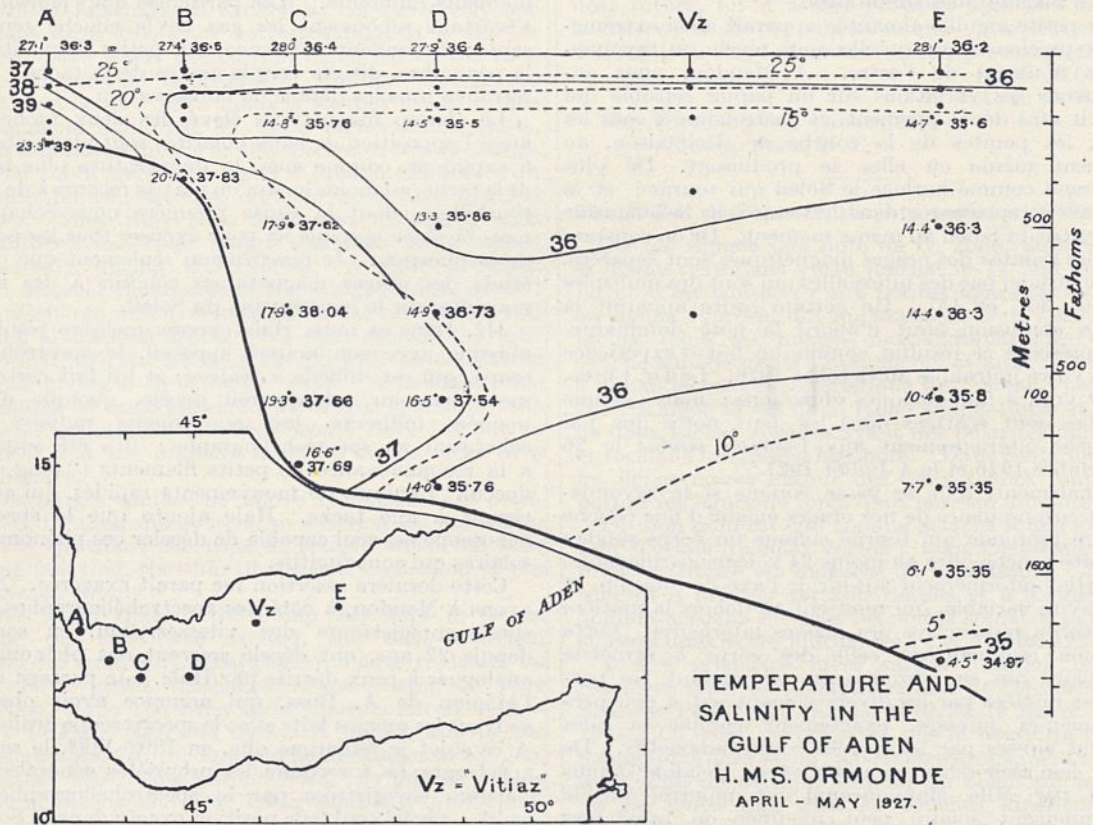 A B C D Vz E
27·1 36·3 27·4 36·5 28·0 36·4 27·9 36·4 28·1 36·2
37 25° 25° 36
38 20°
39 14·8° 35·76 14·3° 35·5 15° 14·7° 35·6
23·3° 39·7
20·1° 37·83
13·3 35·86
17·9 37·62 36 14·4° 36·3 500
17·9° 38·04 14·9 36·73 14·4 36·3
Metres
Fathoms
500
19·3° 37·66 16·5° 37·54 36 10·4° 35·8
45°
16·6° 37·69 37 10°
15° 14·0° 35·76 7·7° 35·35
6·1° 35·35
E
Vz GULF OF ADEN
A
B C D 5° 35
4·5° 34·97
TEMPERATURE AND
SALINITY IN THE
GULF OF ADEN
H.M.S. ORMONDE
APRIL - MAY 1927.
Vz = "Vitiaz"
10° 45° 50°